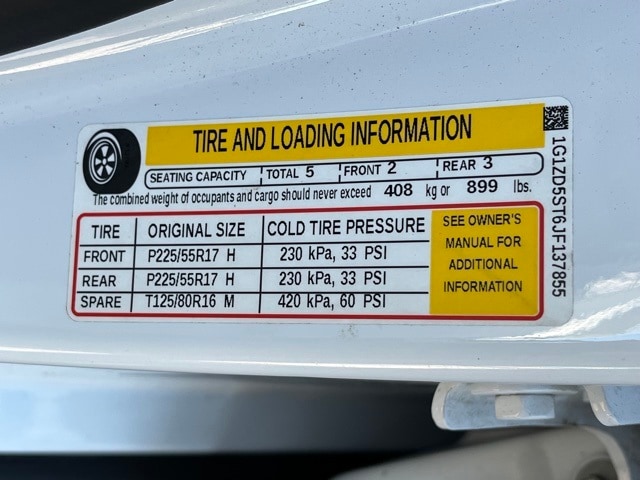 TIRE AND LOADING INFORMATION
SEATING CAPACITY TOTAL 5 FRONT 2 REAR 3
The combined weight of occupants and cargo should never exceed 408 kg or 899 lbs.
TIRE ORIGINAL SIZE COLD TIRE PRESSURE
FRONT P225/55R17 H 230 kPa, 33 PSI
REAR P225/55R17 H 230 kPa, 33 PSI
SPARE T125/80R16 M 420 kPa, 60 PSI
SEE OWNER'S
MANUAL FOR
ADDITIONAL
INFORMATION
1G1ZD5ST6JF137855